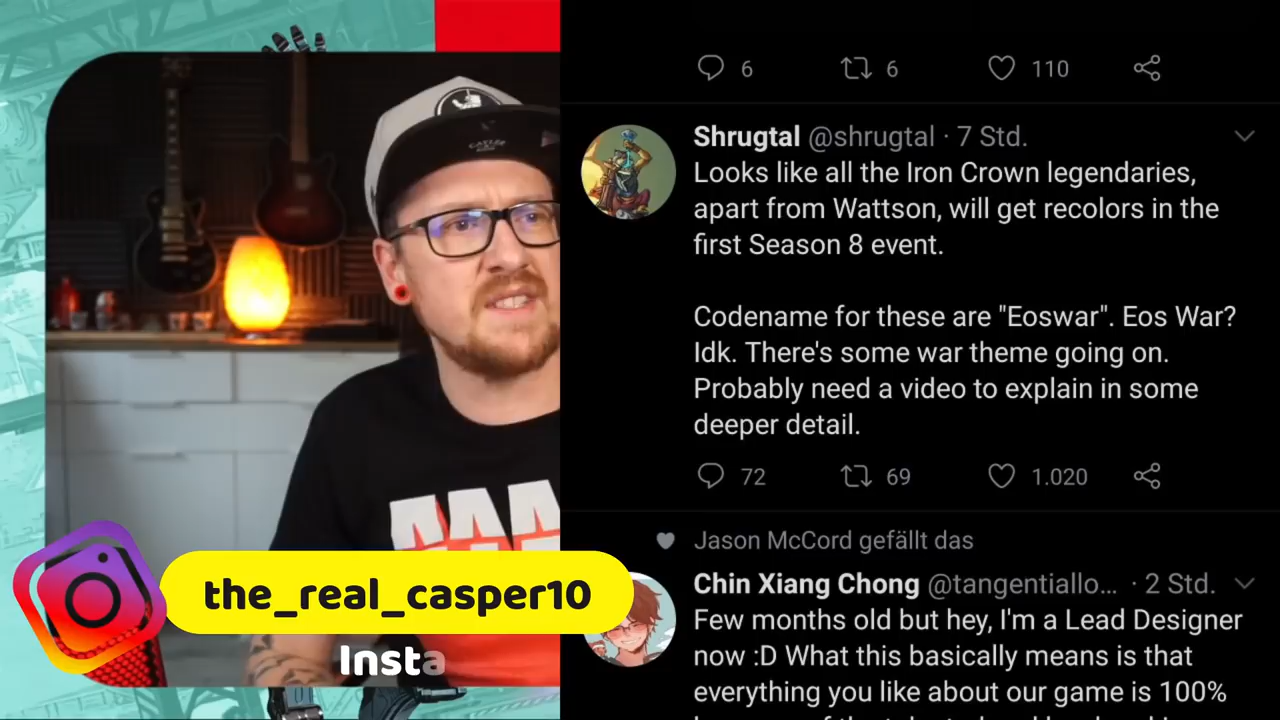 6 6 110
Shrugtal @shrugtal · 7 Std.
Looks like all the Iron Crown legendaries,
apart from Wattson, will get recolors in the
first Season 8 event.
Codename for these are "Eoswar". Eos War?
Idk. There's some war theme going on.
Probably need a video to explain in some
deeper detail.
72 69 1.020
Jason McCord gefällt das
Chin Xiang Chong @tangentiallo... · 2 Std.
Few months old but hey, I'm a Lead Designer
now :D What this basically means is that
everything you like about our game is 100%
the_real_casper10
Insta